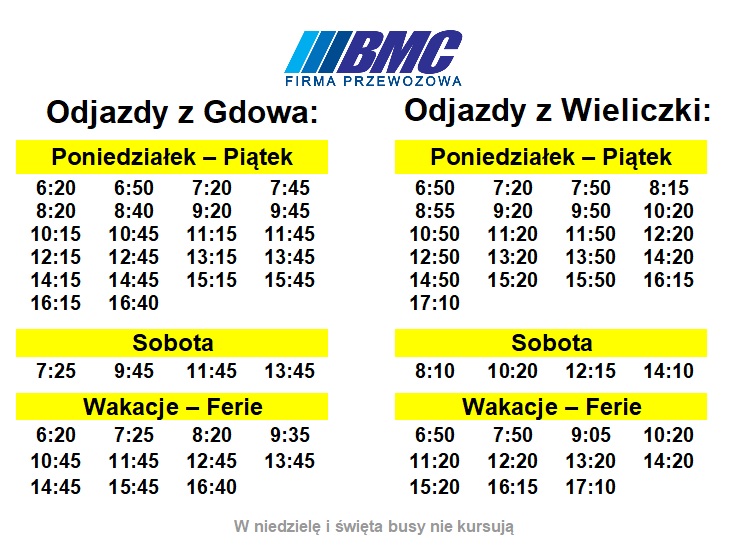 BMC
FIRMA PRZEWOZOWA
Odjazdy z Gdowa:
Poniedziałek – Piątek
6:20 6:50 7:20 7:45
8:20 8:40 9:20 9:45
10:15 10:45 11:15 11:45
12:15 12:45 13:15 13:45
14:15 14:45 15:15 15:45
16:15 16:40
Sobota
7:25 9:45 11:45 13:45
Wakacje – Ferie
6:20 7:25 8:20 9:35
10:45 11:45 12:45 13:45
14:45 15:45 16:40
Odjazdy z Wieliczki:
Poniedziałek – Piątek
6:50 7:20 7:50 8:15
8:55 9:20 9:50 10:20
10:50 11:20 11:50 12:20
12:50 13:20 13:50 14:20
14:50 15:20 15:50 16:15
17:10
Sobota
8:10 10:20 12:15 14:10
Wakacje – Ferie
6:50 7:50 9:05 10:20
11:20 12:20 13:20 14:20
15:20 16:15 17:10
W niedzielę i święta busy nie kursują